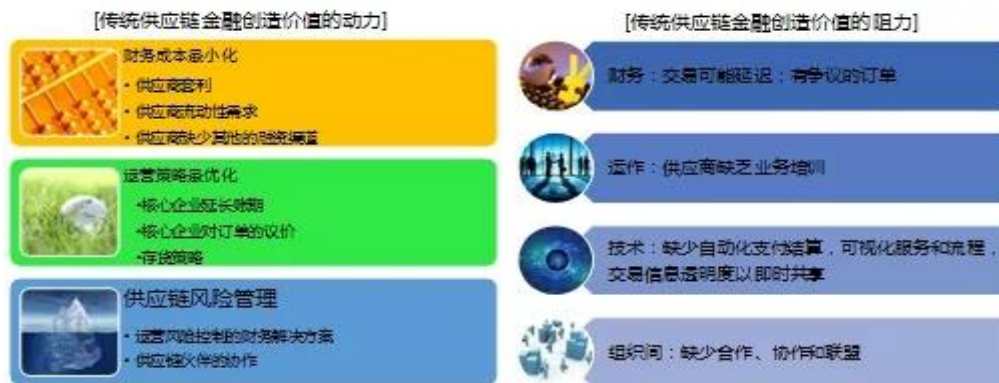 [传统供应链金融创造价值的动力]
财务成本最小化
• 供应商套利
• 供应商流动性需求
• 供应商缺少其他的融资渠道
运营策略最优化
•核心企业延长账期
•核心企业对订单的议价
•存货策略
供应链风险管理
• 运营风险控制的财务解决方案
• 供应链伙伴的协作
[传统供应链金融创造价值的阻力]
财务：交易可能延迟；有争议的订单
运作：供应商缺乏业务培训
技术：缺少自动化支付结算，可视化服务和流程，
交易信息透明度以即时共享
组织间：缺少合作、协作和联盟